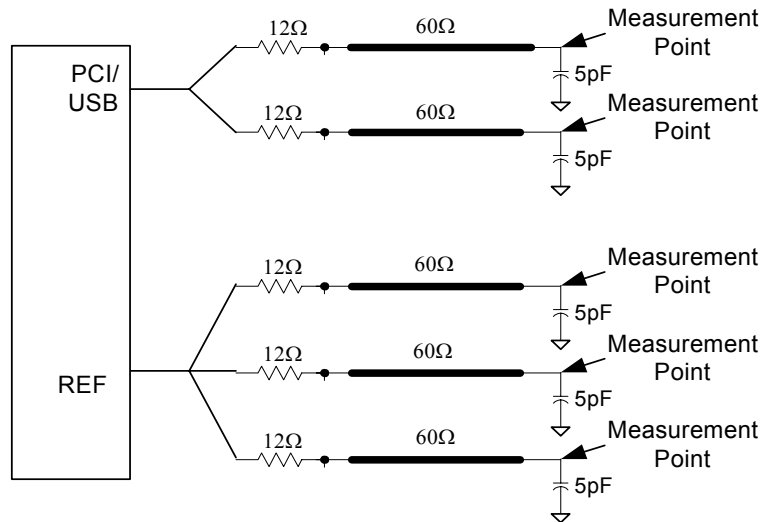 12Ω
60Ω
Measurement
Point
5pF
PCI/
USB
12Ω
60Ω
Measurement
Point
5pF
12Ω
60Ω
Measurement
Point
5pF
REF
12Ω
60Ω
Measurement
Point
5pF
12Ω
60Ω
Measurement
Point
5pF